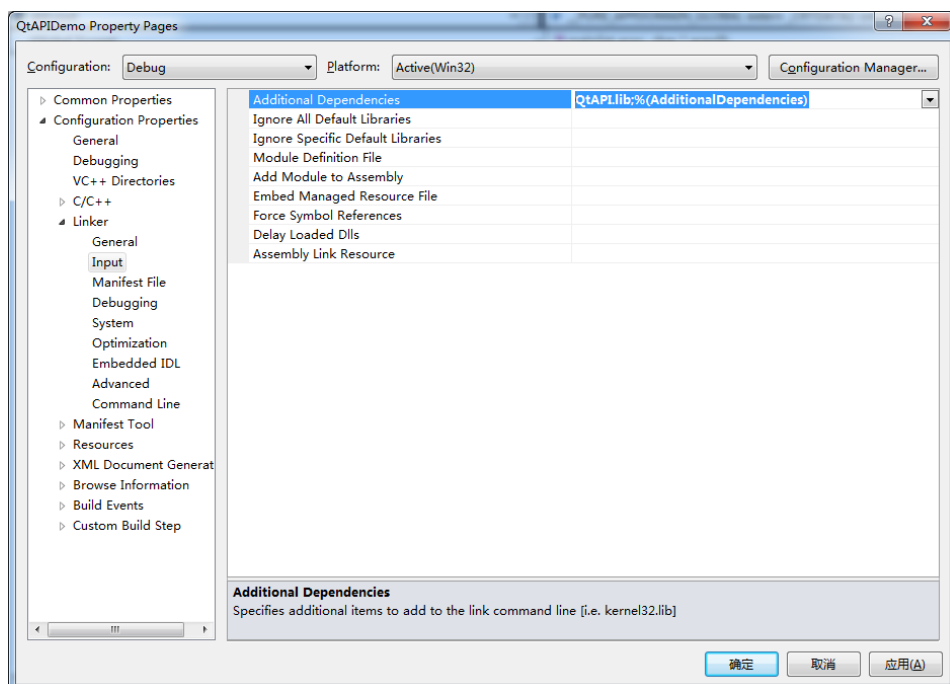 QtAPIDemo Property Pages
Configuration: Debug Platform: Active(Win32) Configuration Manager...
Common Properties
Configuration Properties
General
Debugging
VC++ Directories
C/C++
Linker
General
Input
Manifest File
Debugging
System
Optimization
Embedded IDL
Advanced
Command Line
Manifest Tool
Resources
XML Document Generat
Browse Information
Build Events
Custom Build Step
Additional Dependencies QtAPI.lib;%(AdditionalDependencies)
Ignore All Default Libraries
Ignore Specific Default Libraries
Module Definition File
Add Module to Assembly
Embed Managed Resource File
Force Symbol References
Delay Loaded Dlls
Assembly Link Resource
Additional Dependencies
Specifies additional items to add to the link command line [i.e. kernel32.lib]
确定 取消 应用(A)